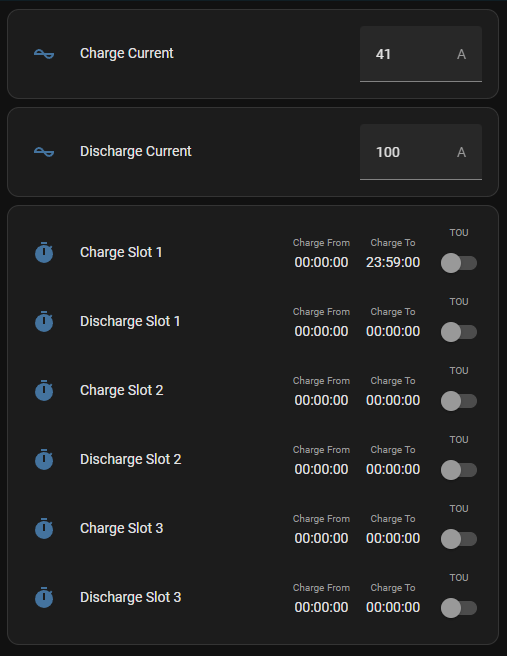 Charge Current 41 A
Discharge Current 100 A
Charge From Charge To TOU
Charge Slot 1 00:00:00 23:59:00
Charge From Charge To TOU
Discharge Slot 1 00:00:00 00:00:00
Charge From Charge To TOU
Charge Slot 2 00:00:00 00:00:00
Charge From Charge To TOU
Discharge Slot 2 00:00:00 00:00:00
Charge From Charge To TOU
Charge Slot 3 00:00:00 00:00:00
Charge From Charge To TOU
Discharge Slot 3 00:00:00 00:00:00